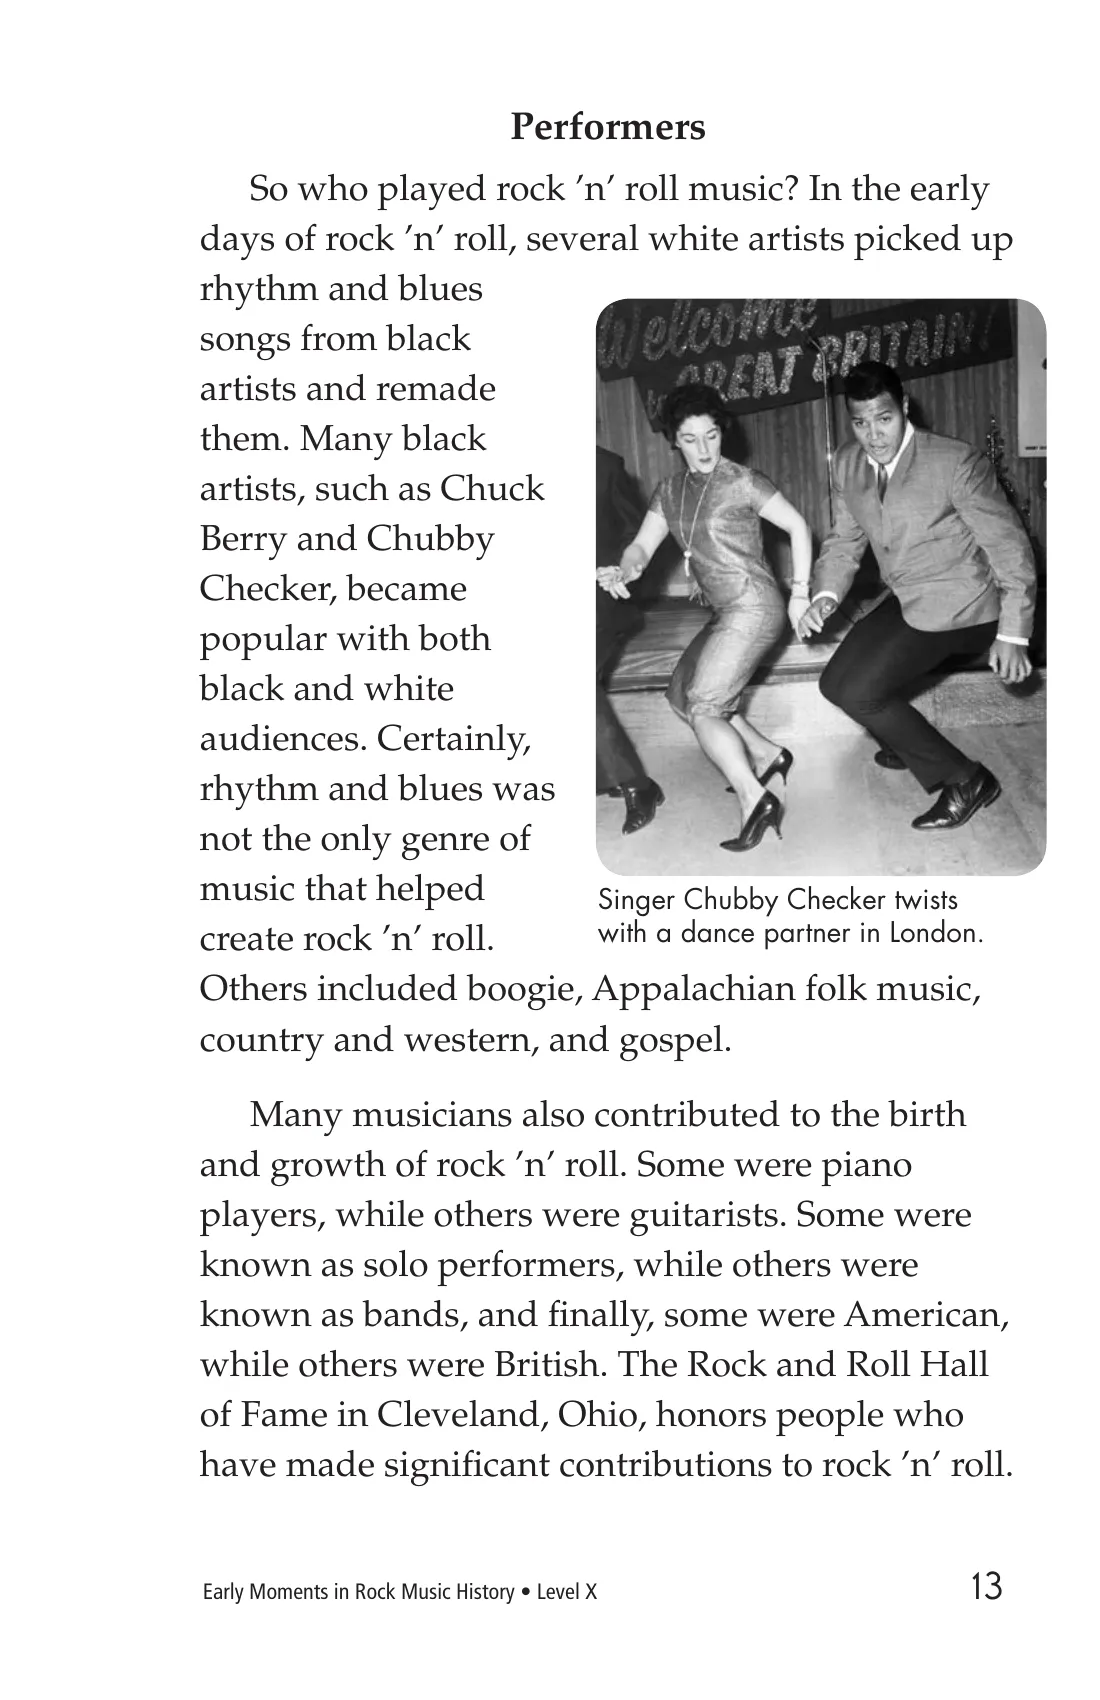 Performers
So who played rock ’n’ roll music? In the early
days of rock ’n’ roll, several white artists picked up
rhythm and blues
songs from black
artists and remade
them. Many black
artists, such as Chuck
Berry and Chubby
Checker, became
popular with both
black and white
audiences. Certainly,
rhythm and blues was
not the only genre of
music that helped
create rock ’n’ roll.
Welcome
to GREAT BRITAIN!
Singer Chubby Checker twists
with a dance partner in London.
Others included boogie, Appalachian folk music,
country and western, and gospel.
Many musicians also contributed to the birth
and growth of rock ’n’ roll. Some were piano
players, while others were guitarists. Some were
known as solo performers, while others were
known as bands, and finally, some were American,
while others were British. The Rock and Roll Hall
of Fame in Cleveland, Ohio, honors people who
have made significant contributions to rock ’n’ roll.
Early Moments in Rock Music History • Level X
13